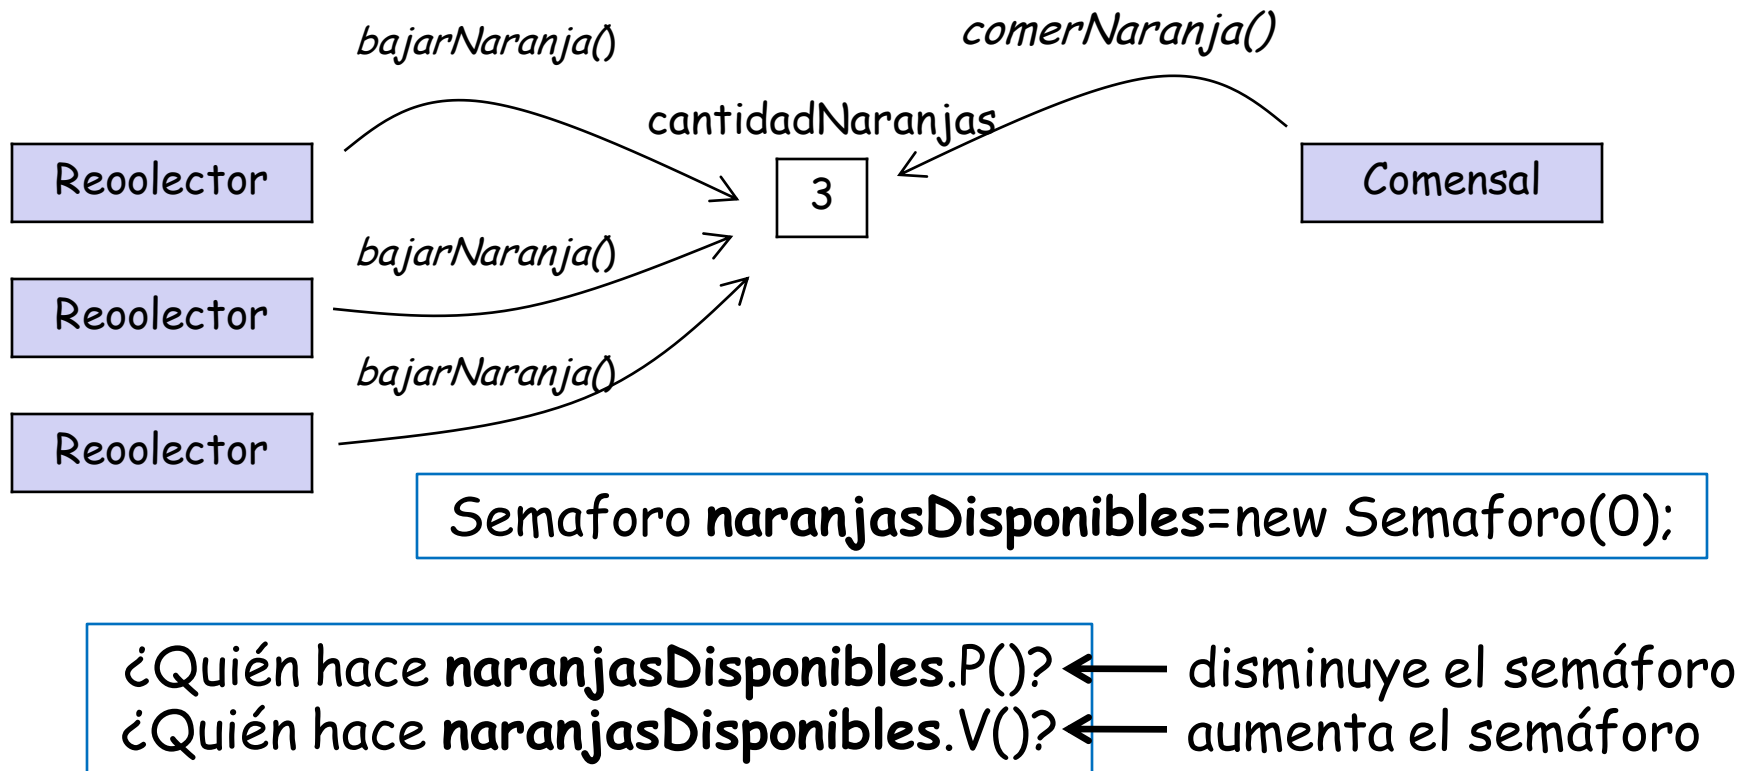 bajarNaranja()
comerNaranja()
cantidadNaranjas
Reoolector
3
Comensal
bajarNaranja()
Reoolector
bajarNaranja()
Reoolector
Semaforo naranjasDisponibles=new Semaforo(0);
¿Quién hace naranjasDisponibles.P()? disminuye el semáforo
¿Quién hace naranjasDisponibles.V()? aumenta el semáforo